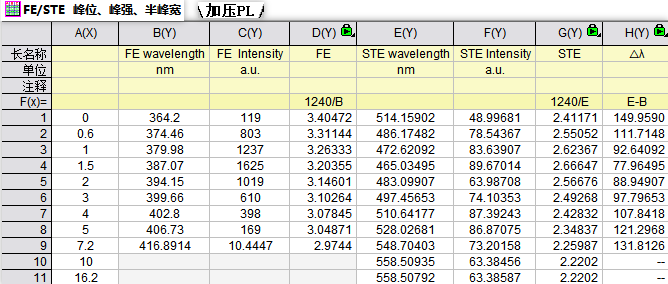 FE/STE 峰位、峰强、半峰宽 加压PL
A(X) B(Y) C(Y) D(Y) E(Y) F(Y) G(Y) H(Y)
长名称 FE wavelength FE Intensity FE STE wavelength STE Intensity STE △λ
单位 nm a.u. nm a.u.
注释
F(x)= 1240/B 1240/E E-B
1 0 364.2 119 3.40472 514.15902 48.99681 2.41171 149.9590
2 0.6 374.46 803 3.31144 486.17482 78.54367 2.55052 111.7148
3 1 379.98 1237 3.26333 472.62092 83.63907 2.62367 92.64092
4 1.5 387.07 1625 3.20355 465.03495 89.67014 2.66647 77.96495
5 2 394.15 1019 3.14601 483.09907 63.98708 2.56676 88.94907
6 3 399.66 610 3.10264 497.45653 74.10353 2.49268 97.79653
7 4 402.8 398 3.07845 510.64177 87.39243 2.42832 107.8418
8 5 406.73 169 3.04871 528.02681 86.87075 2.34837 121.2968
9 7.2 416.8914 10.4447 2.9744 548.70403 73.20158 2.25987 131.8126
10 10 558.50935 63.38456 2.2202 --
11 16.2 558.50792 63.38587 2.2202 --